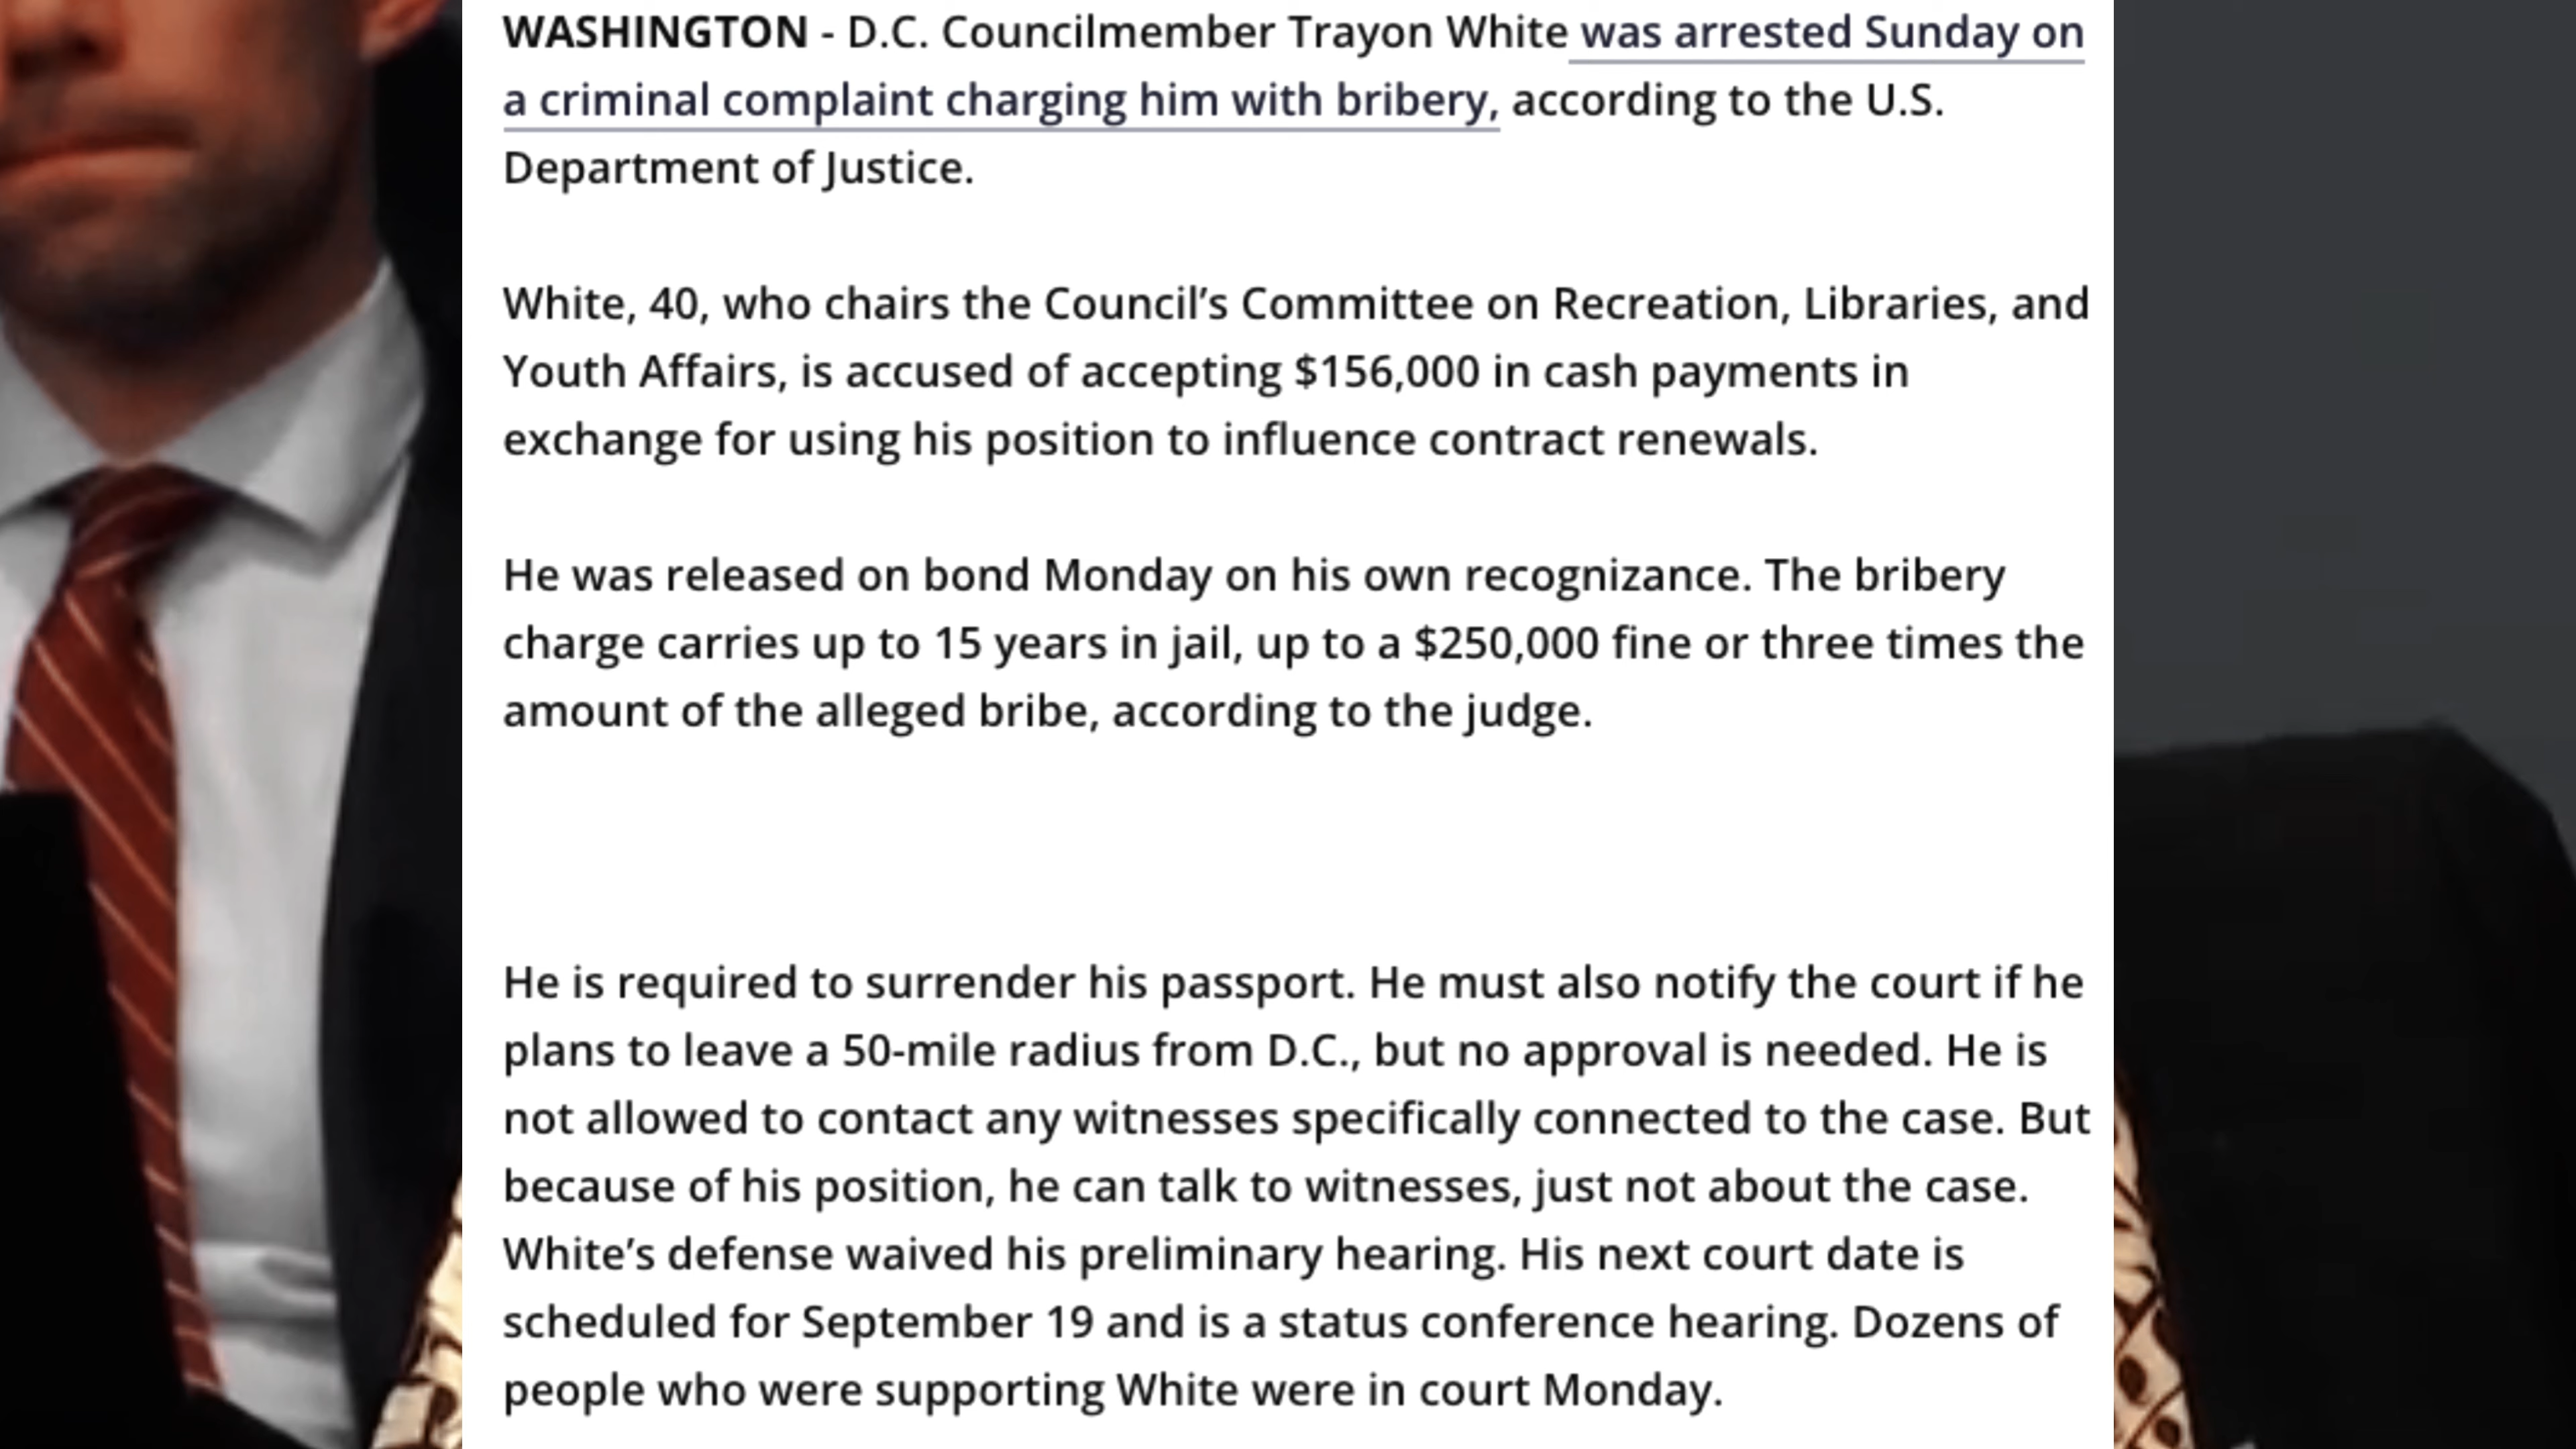 WASHINGTON - D.C. Councilmember Trayon White was arrested Sunday on
a criminal complaint charging him with bribery, according to the U.S.
Department of Justice.
White, 40, who chairs the Council’s Committee on Recreation, Libraries, and
Youth Affairs, is accused of accepting $156,000 in cash payments in
exchange for using his position to influence contract renewals.
He was released on bond Monday on his own recognizance. The bribery
charge carries up to 15 years in jail, up to a $250,000 fine or three times the
amount of the alleged bribe, according to the judge.
He is required to surrender his passport. He must also notify the court if he
plans to leave a 50-mile radius from D.C., but no approval is needed. He is
not allowed to contact any witnesses specifically connected to the case. But
because of his position, he can talk to witnesses, just not about the case.
White’s defense waived his preliminary hearing. His next court date is
scheduled for September 19 and is a status conference hearing. Dozens of
people who were supporting White were in court Monday.